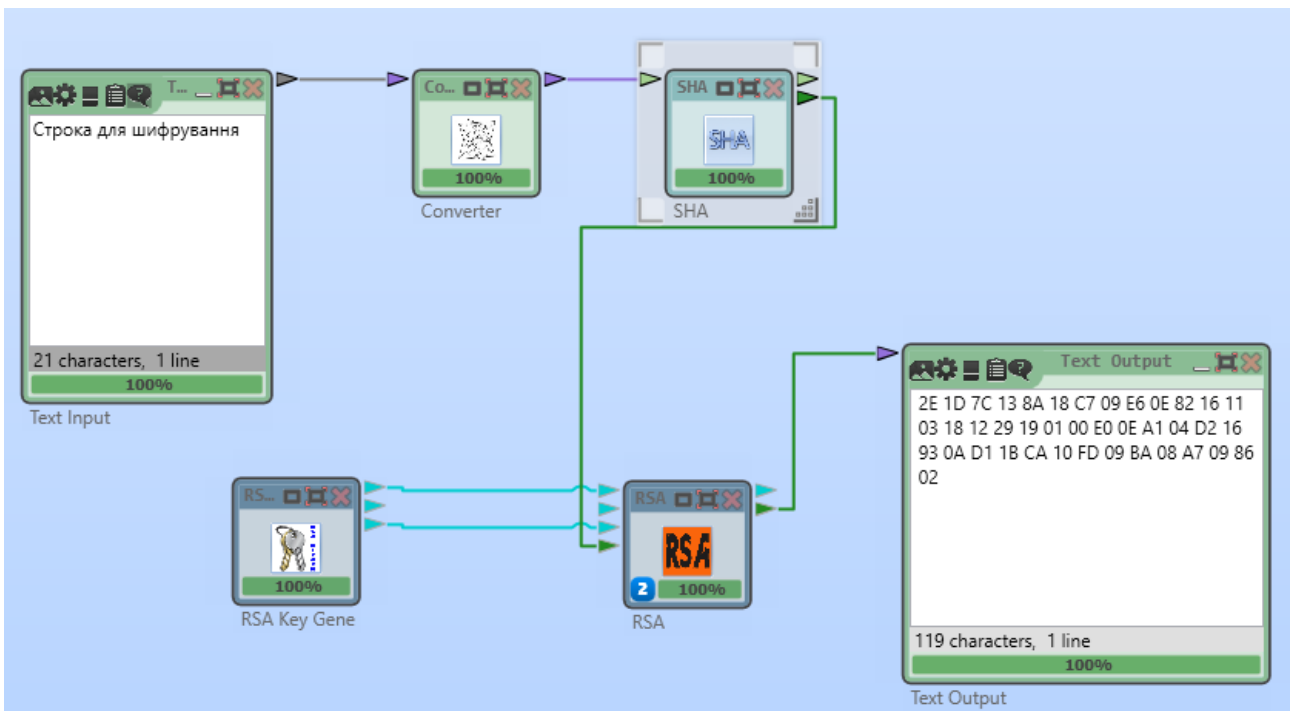 T...
Строка для шифрування
21 characters, 1 line
100%
Text Input
Co...
100%
Converter
SHA
SHA
100%
SHA
RS...
100%
RSA Key Gene
RSA
RSA
2
100%
RSA
Text Output
2E 1D 7C 13 8A 18 C7 09 E6 0E 82 16 11
03 18 12 29 19 01 00 E0 0E A1 04 D2 16
93 0A D1 1B CA 10 FD 09 BA 08 A7 09 86
02
119 characters, 1 line
100%
Text Output